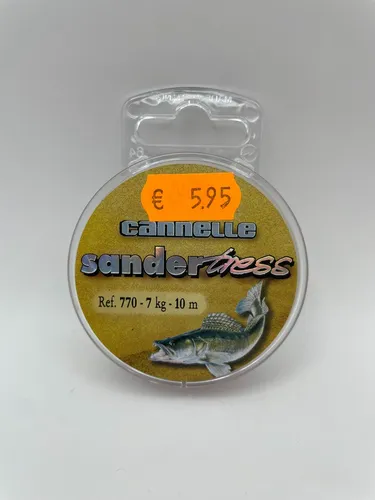 € 5.95
cannelle
sandertress
Ref. 770 - 7 kg - 10 m